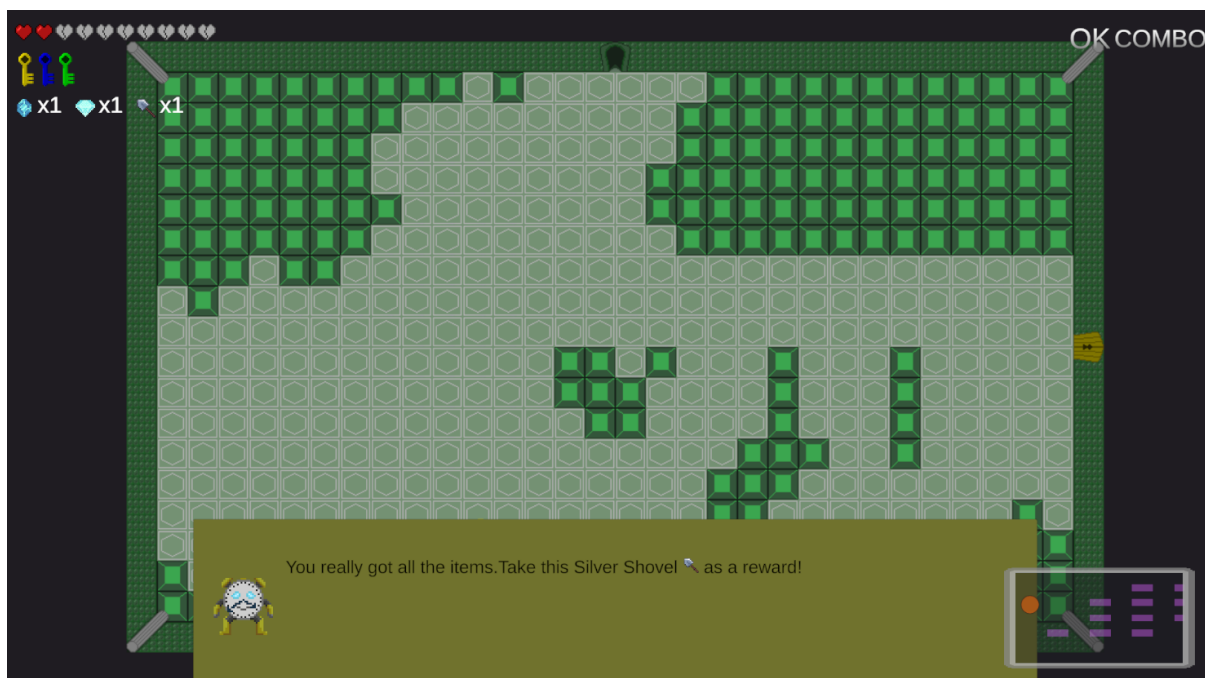 OK COMBO
x1 x1 x1
You really got all the items.Take this Silver Shovel as a reward!